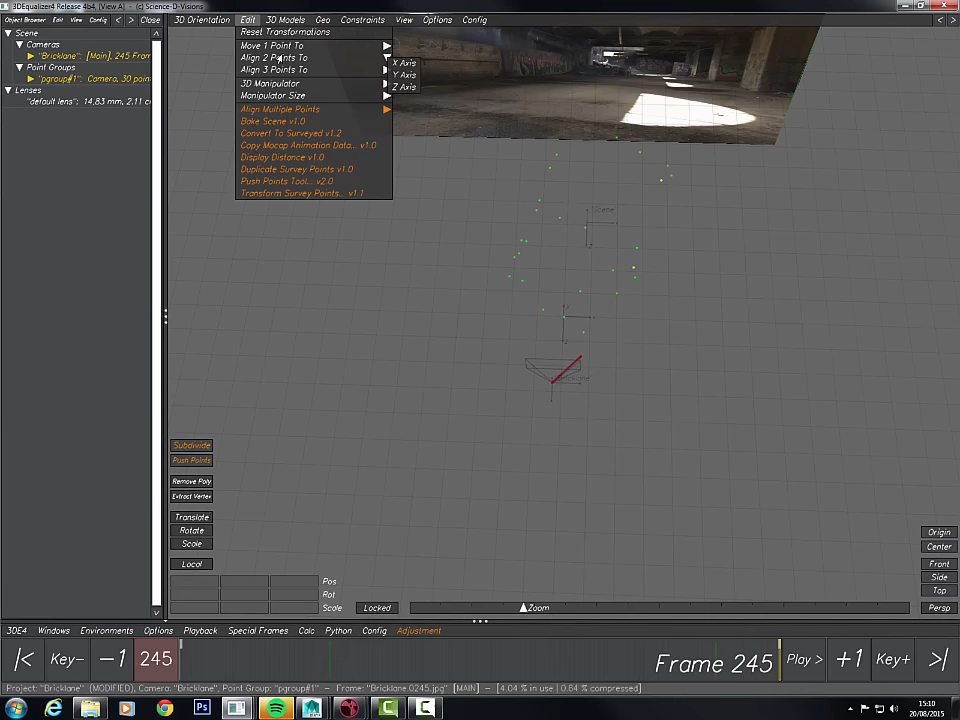 3DEqualizer4 Release 4b4, [View A] - (c) Science-D-Visions
Object Browser Edit View Config < > Close
3D Orientation Edit 3D Models Geo Constraints View Options Config < >
Scene
Cameras
"Bricklane: [Main], 245 Fram
Point Groups
"pgroup#1": Camera, 30 point
Lenses
"default lens": 14.83 mm, 2.11 c
Reset Transformations
Move 1 Point To
Align 2 Points To
Align 3 Points To
3D Manipulator
Manipulator Size
Align Multiple Points
Bake Scene v1.0
Convert To Surveyed v1.2
Copy Mocap Animation Data... v1.0
Display Distance v1.0
Duplicate Survey Points v1.0
Push Points Tool... v2.0
Transform Survey Points... v1.1
X Axis
Y Axis
Z Axis
Scene
Subdivide
Push Points
Remove Poly
Extract Vertex
Translate
Rotate
Scale
Local
Pos
Rot
Scale
Locked
Zoom
Origin
Center
Front
Side
Top
Persp
3DE4 Windows Environments Options Playback Special Frames Calc Python Config Adjustment
|< Key- -1 245 Frame 245 Play > +1 Key+ >|
Project: "Bricklane" (MODIFIED), Camera: "Bricklane", Point Group: "pgroup#1" - Frame: "Bricklane.0245.jpg" [MAIN] - [4.04 % in use | 0.64 % compressed]
Ps
15:10
20/08/2015